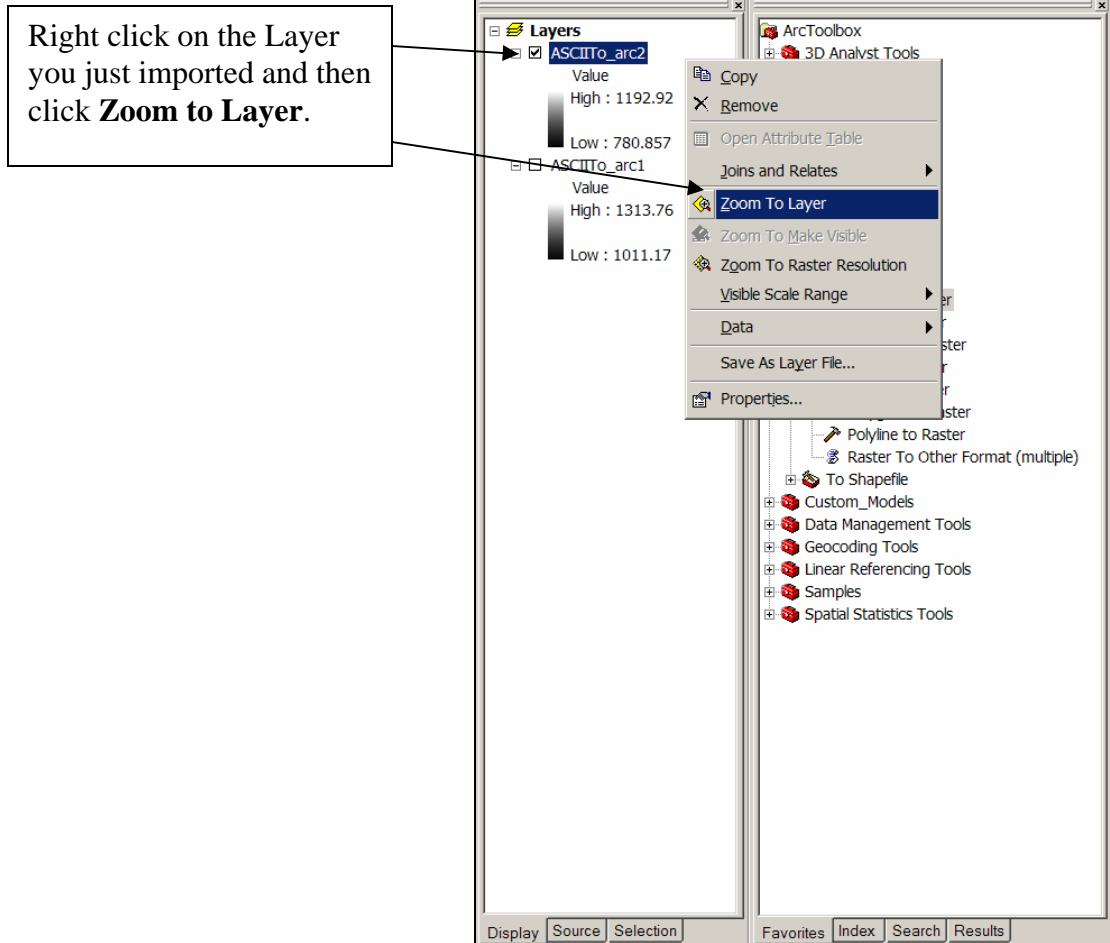 Right click on the Layer
you just imported and then
click Zoom to Layer.
Layers
ASCIITo_arc2
Value
High : 1192.92
Low : 780.857
ASCIITo_arc1
Value
High : 1313.76
Low : 1011.17
Copy
Remove
Open Attribute Table
Joins and Relates
Zoom To Layer
Zoom To Make Visible
Zoom To Raster Resolution
Visible Scale Range
Data
Save As Layer File...
Properties...
ArcToolbox
3D Analyst Tools
Polyline to Raster
Raster To Other Format (multiple)
To Shapefile
Custom_Models
Data Management Tools
Geocoding Tools
Linear Referencing Tools
Samples
Spatial Statistics Tools
Display Source Selection
Favorites Index Search Results